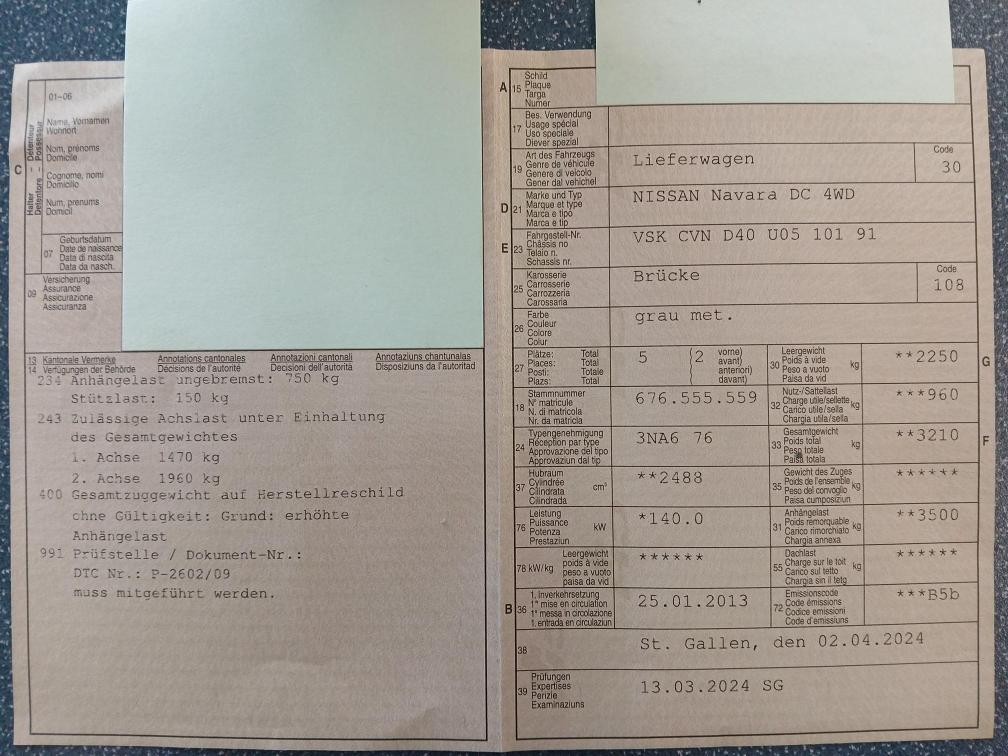 01-06
Name, Vornamen
Wohnort
Nom, prénoms
Domicile
Cognome, nomi
Domicilio
Num, prenums
Domicil
C
Halter – Détenteur
Detentore – Possessur
07
Geburtsdatum
Date de naissance
Data di nascita
Data da nasch.
09
Versicherung
Assurance
Assicurazione
Assicuranza
13 Kantonale Vermerke Annotations cantonales Annotazioni cantonali Annotaziuns chantunalas
14 Verfügungen der Behörde Décisions de l'autorité Decisioni dell'autorità Disposiziuns da l'autoritad
234 Anhängelast ungebremst: 750 kg
Stützlast: 150 kg
243 Zulässige Achslast unter Einhaltung
des Gesamtgewichtes
1. Achse 1470 kg
2. Achse 1960 kg
400 Gesamtzuggewicht auf Herstellreschild
ohne Gültigkeit: Grund: erhöhte
Anhängelast
991 Prüfstelle / Dokument-Nr.:
DTC Nr.: P-2602/09
muss mitgeführt werden.
A 15
Schild
Plaque
Targa
Numer
17
Bes. Verwendung
Usage spécial
Uso speciale
Diever spezial
19
Art des Fahrzeugs
Genre de véhicule
Genere di veicolo
Gener dal vehichel
Lieferwagen
Code
30
D 21
Marke und Typ
Marque et type
Marca e tipo
Marca e tip
NISSAN Navara DC 4WD
E 23
Fahrgestell-Nr.
Châssis no
Telaio n.
Schassis nr.
VSK CVN D40 U05 101 91
25
Karosserie
Carrosserie
Carrozzeria
Carossaria
Brücke
Code
108
26
Farbe
Couleur
Colore
Colur
grau met.
27
Plätze: Total
Places: Total
Posti: Totale
Plazs: Total
5 (2 vorne)
avant)
anteriori)
davant)
30
Leergewicht
Poids à vide
Peso a vuoto
Paisa da vid
kg
**2250
G
18
Stammnummer
N° matricule
N. di matricola
Nr. da matricla
676.555.559
32
Nutz-/Sattellast
Charge utile/sellette
Carico utile/sella
Chargia utila/sella
kg
***960
24
Typengenehmigung
Réception par type
Approvazione del tipo
Approvaziun dal tip
3NA6 76
33
Gesamtgewicht
Poids total
Peso totale
Paisa totala
kg
**3210
F
37
Hubraum
Cylindrée
Cilindrata
Cilindrada
cm³
**2488
35
Gewicht des Zuges
Poids de l'ensemble
Peso del convoglio
Paisa cumposiziun
kg
******
76
Leistung
Puissance
Potenza
Prestaziun
kW
*140.0
31
Anhängelast
Poids remorquable
Carico rimorchiato
Chargia annexa
kg
**3500
78 kW/kg
Leergewicht
poids à vide
peso a vuoto
paisa da vid
******
55
Dachlast
Charge sur le toit
Carico sul tetto
Chargia sin il tetg
kg
******
B 36
1. Inverkehrsetzung
1re mise en circulation
1a messa in circolazione
1. entrada en circulaziun
25.01.2013
72
Emissionscode
Code émissions
Codice emissioni
Code d'emissiuns
***B5b
38
St. Gallen, den 02.04.2024
39
Prüfungen
Expertises
Perizie
Examinaziuns
13.03.2024 SG